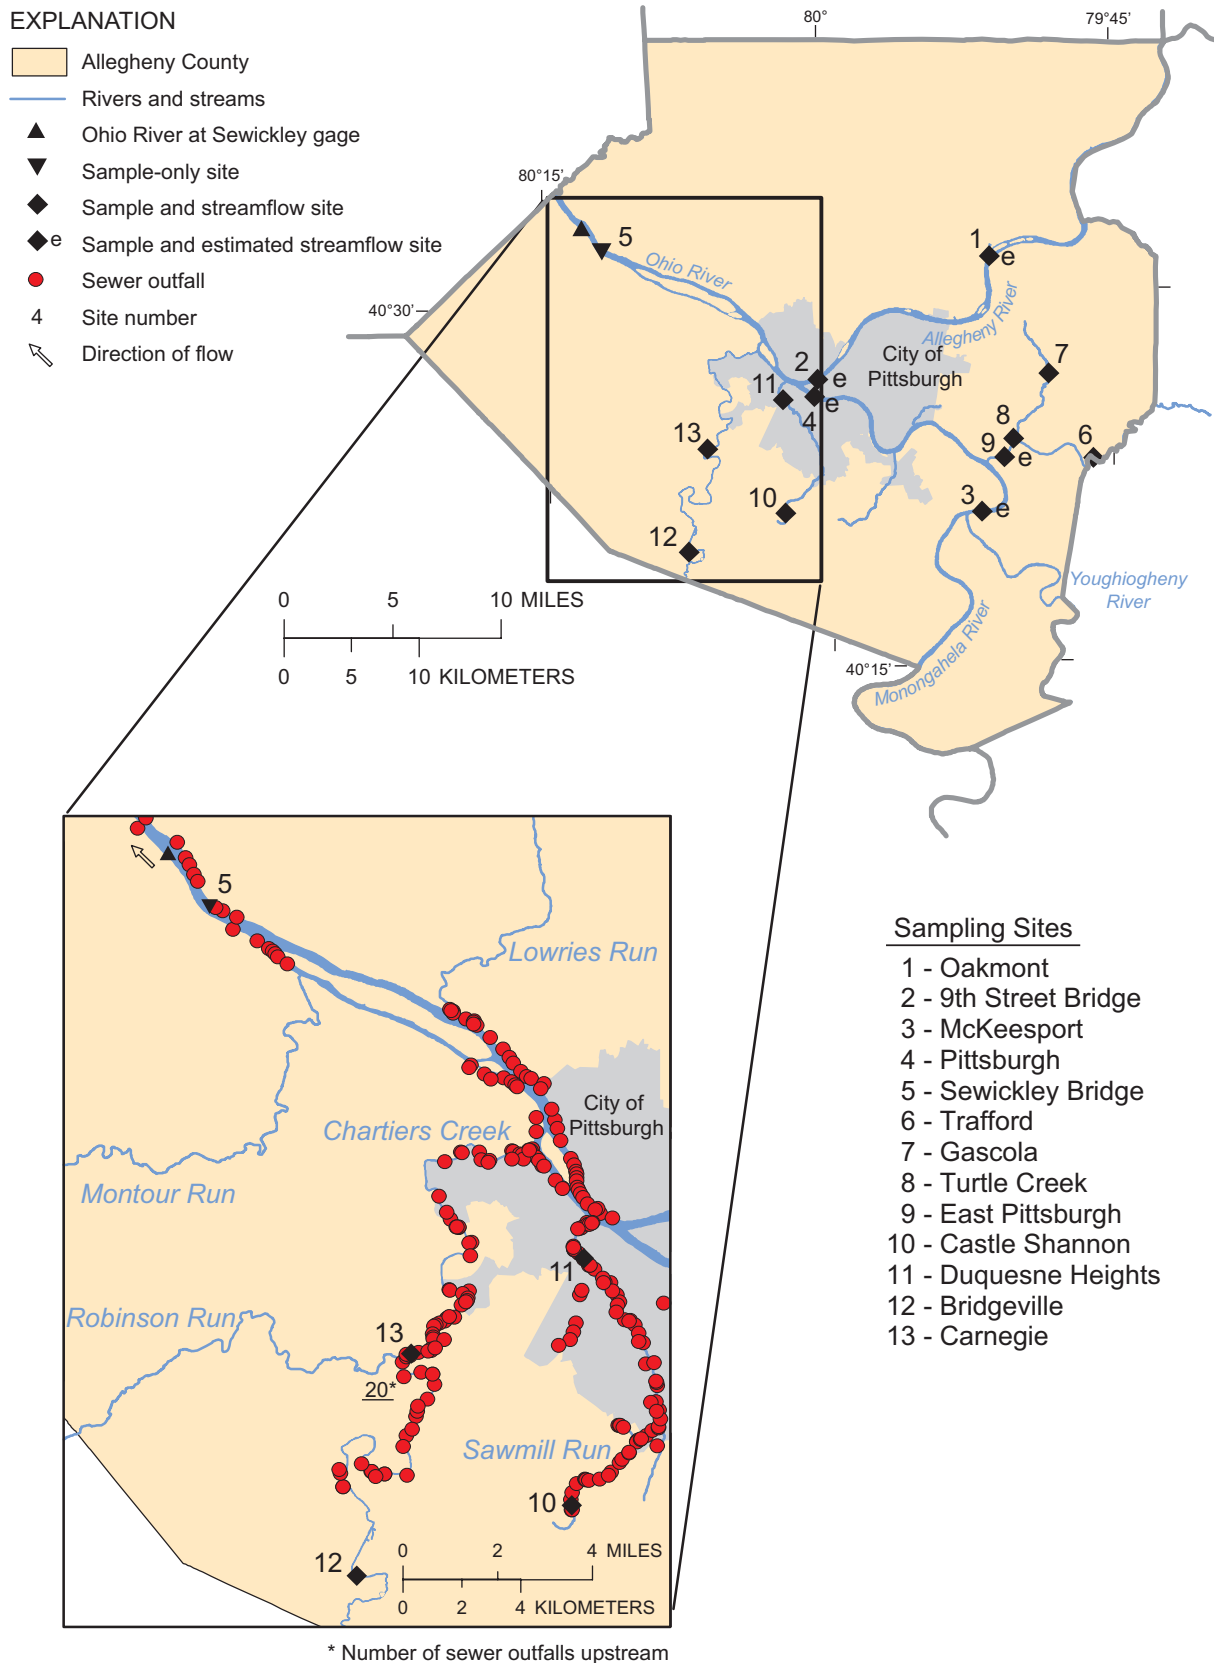 EXPLANATION
Allegheny County
Rivers and streams
Ohio River at Sewickley gage
Sample-only site
Sample and streamflow site
e Sample and estimated streamflow site
Sewer outfall
4 Site number
Direction of flow
80°
79°45'
80°15'
40°30'
5
Ohio River
1
e
Allegheny River
City of
Pittsburgh
2
e
11
4
e
7
8
9
e
6
13
10
3
e
12
Youghiogheny
River
Monongahela River
40°15'
0 5 10 MILES
0 5 10 KILOMETERS
5
Lowries Run
City of
Pittsburgh
Chartiers Creek
Montour Run
11
Robinson Run
13
20*
Sawmill Run
10
12
0 2 4 MILES
0 2 4 KILOMETERS
* Number of sewer outfalls upstream
Sampling Sites
1 - Oakmont
2 - 9th Street Bridge
3 - McKeesport
4 - Pittsburgh
5 - Sewickley Bridge
6 - Trafford
7 - Gascola
8 - Turtle Creek
9 - East Pittsburgh
10 - Castle Shannon
11 - Duquesne Heights
12 - Bridgeville
13 - Carnegie